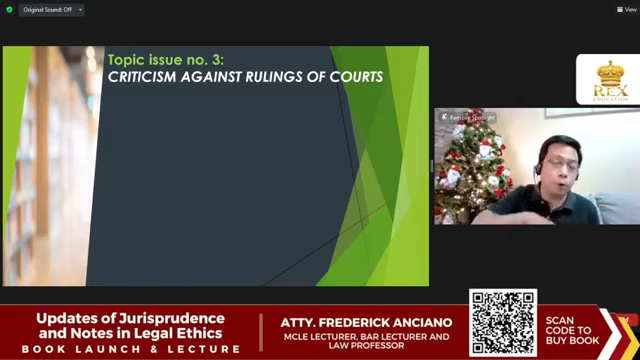 Original Sound: Off
View
Topic issue no. 3:
CRITICISM AGAINST RULINGS OF COURTS
REX
EDUCATION
Remove Spotlight
Updates of Jurisprudence
and Notes in Legal Ethics
BOOK LAUNCH & LECTURE
ATTY. FREDERICK ANCIANO
MCLE LECTURER, BAR LECTURER AND
LAW PROFESSOR
SCAN
CODE TO
BUY BOOK